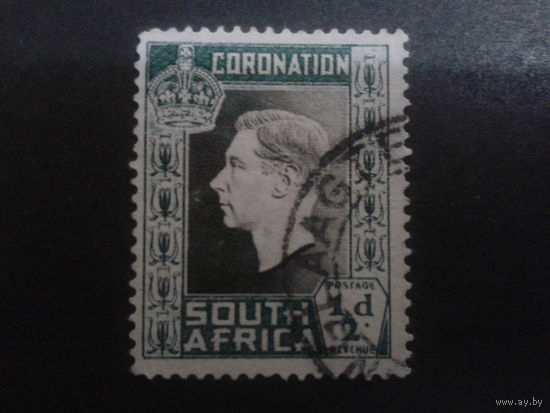 CORONATION
POSTAGE
½d.
SOUTH
AFRICA
REVENUE
www.ay.by